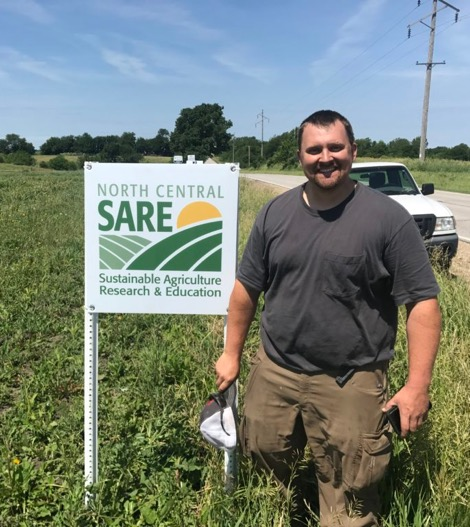 NORTH CENTRAL
SARE
Sustainable Agriculture
Research & Education